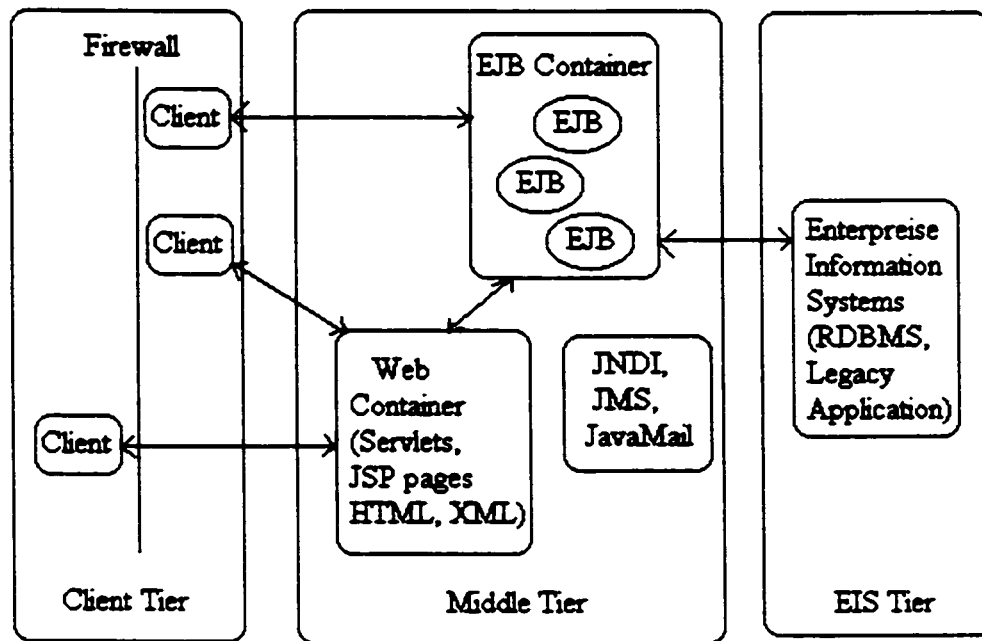 Firewall
Client
Client
Client
Client Tier
EJB Container
EJB
EJB
EJB
Web
Container
(Servlets,
JSP pages
HTML, XML)
JNDI,
JMS,
JavaMail
Middle Tier
Enterpreise
Information
Systems
(RDBMS,
Legacy
Application)
EIS Tier